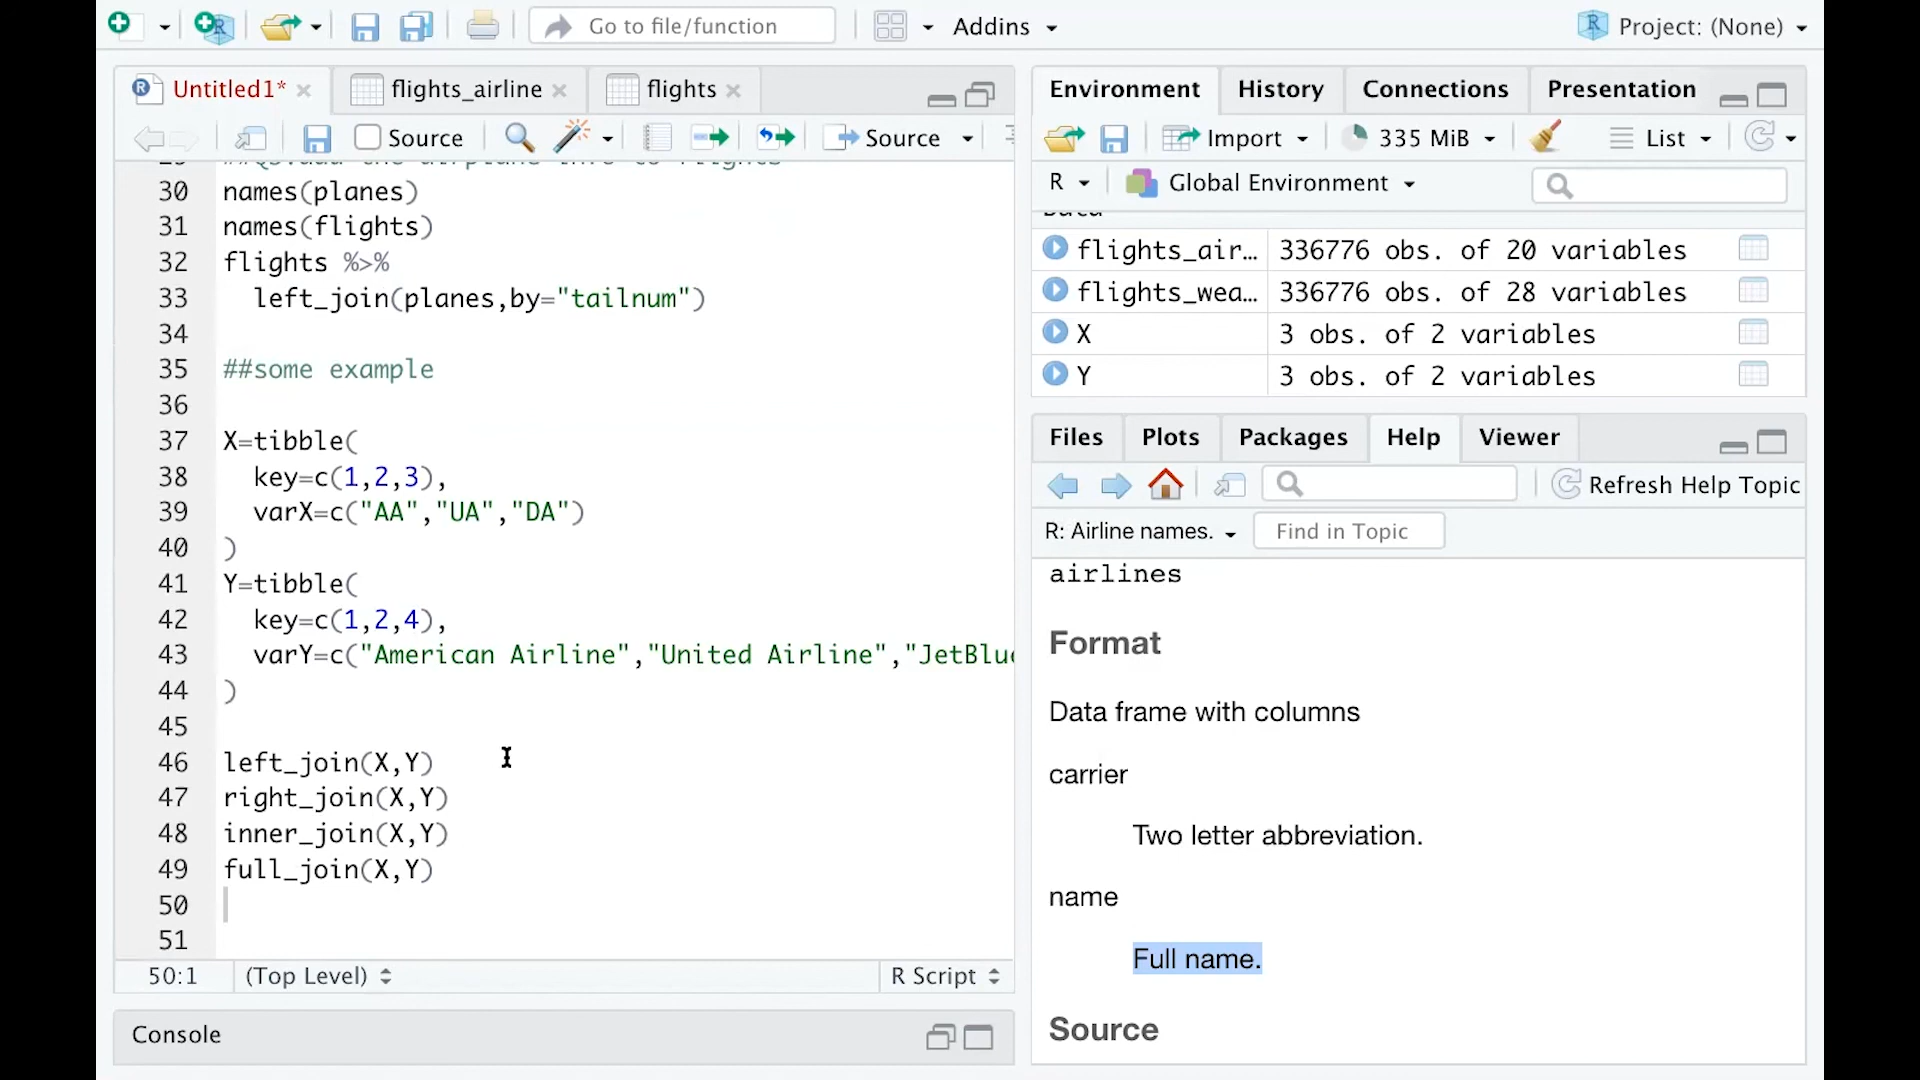 Go to file/function
Addins
Project: (None)
Untitled1*
flights_airline
flights
Source
Source
30 names(planes)
31 names(flights)
32 flights %>%
33 left_join(planes,by="tailnum")
34
35 ##some example
36
37 X=tibble(
38 key=c(1,2,3),
39 varX=c("AA","UA","DA")
40 )
41 Y=tibble(
42 key=c(1,2,4),
43 varY=c("American Airline","United Airline","JetBlue
44 )
45
46 left_join(X,Y)
47 right_join(X,Y)
48 inner_join(X,Y)
49 full_join(X,Y)
50
51
50:1
(Top Level)
R Script
Console
Environment
History
Connections
Presentation
Import
335 MiB
List
R
Global Environment
Data
flights_air… 336776 obs. of 20 variables
flights_wea… 336776 obs. of 28 variables
X 3 obs. of 2 variables
Y 3 obs. of 2 variables
Files
Plots
Packages
Help
Viewer
Refresh Help Topic
R: Airline names.
Find in Topic
airlines
Format
Data frame with columns
carrier
Two letter abbreviation.
name
Full name.
Source